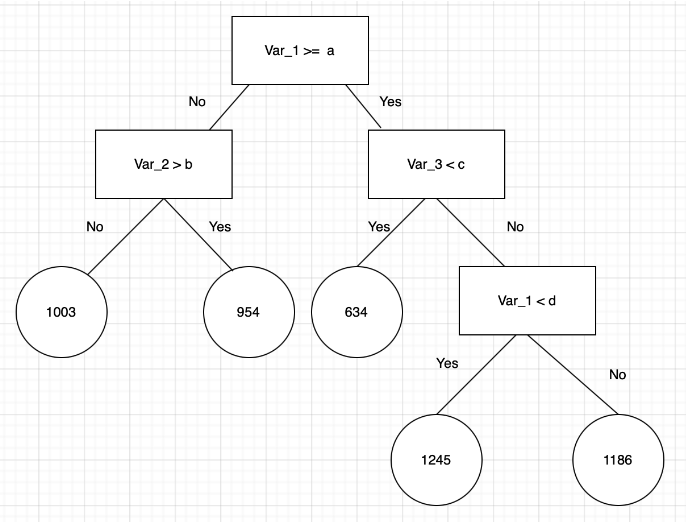 Var_1 >= a
No
Yes
Var_2 > b
Var_3 < c
No
Yes
Yes
No
1003
954
634
Var_1 < d
Yes
No
1245
1186